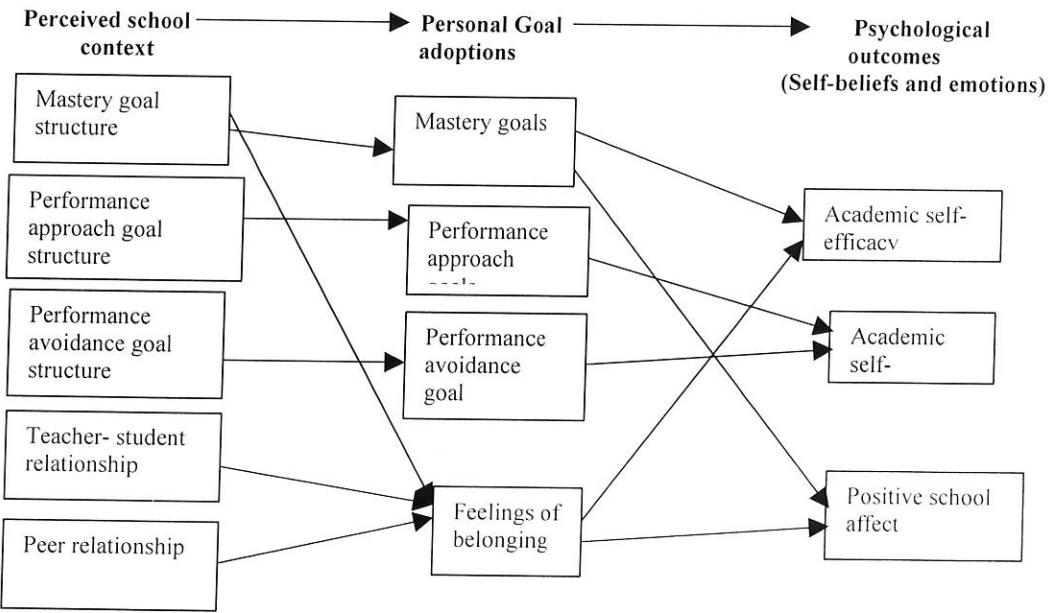 Perceived school
context
Personal Goal
adoptions
Psychological
outcomes
(Self-beliefs and emotions)
Mastery goal
structure
Performance
approach goal
structure
Performance
avoidance goal
structure
Teacher- student
relationship
Peer relationship
Mastery goals
Performance
approach
Performance
avoidance
goal
Feelings of
belonging
Academic self-
efficacy
Academic
self-
Positive school
affect